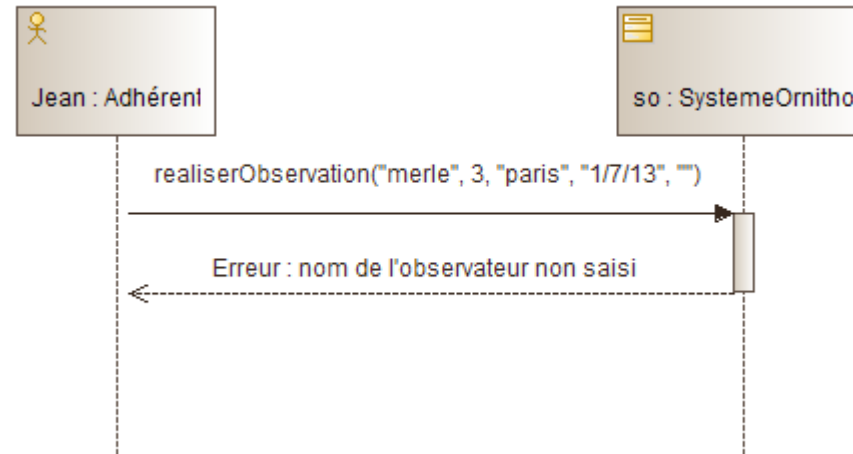 Jean : Adhérent
so : SystemeOrnitho
realiserObservation("merle", 3, "paris", "1/7/13", "")
Erreur : nom de l'observateur non saisi